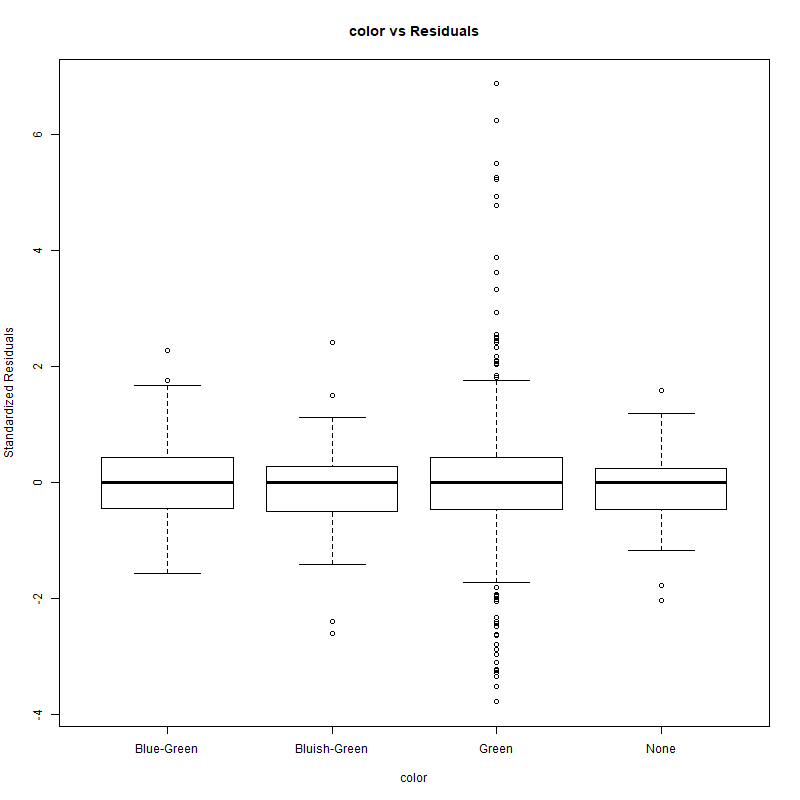 color vs Residuals
Standardized Residuals
6
4
2
0
-2
-4
Blue-Green
Bluish-Green
Green
None
color